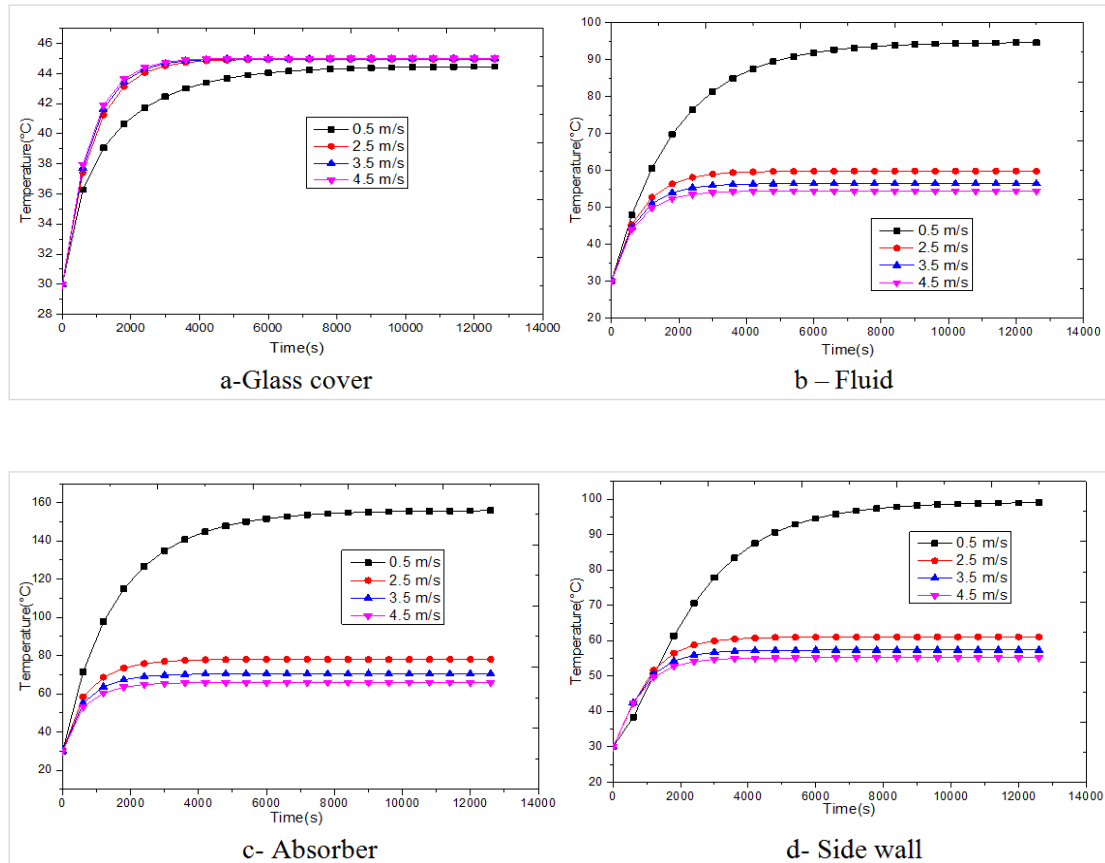 46
44
42
40
38
36
34
32
30
28
Temperature(°C)
0.5 m/s
2.5 m/s
3.5 m/s
4.5 m/s
0 2000 4000 6000 8000 10000 12000 14000
Time(s)
a-Glass cover
100
90
80
70
60
50
40
30
20
Temperature(°C)
0.5 m/s
2.5 m/s
3.5 m/s
4.5 m/s
0 2000 4000 6000 8000 10000 12000 14000
Time(s)
b – Fluid
160
140
120
100
80
60
40
20
Temperature(°C)
0.5 m/s
2.5 m/s
3.5 m/s
4.5 m/s
0 2000 4000 6000 8000 10000 12000 14000
Time(s)
c- Absorber
100
90
80
70
60
50
40
30
20
Temperature(°C)
0.5 m/s
2.5 m/s
3.5 m/s
4.5 m/s
0 2000 4000 6000 8000 10000 12000 14000
Time(s)
d- Side wall